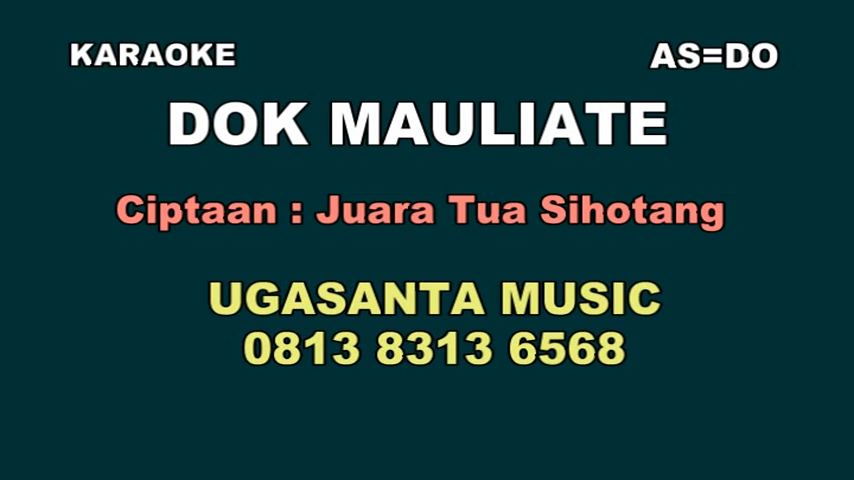 KARAOKE AS=DO
DOK MAULIATE
Ciptaan : Juara Tua Sihotang
UGASANTA MUSIC
0813 8313 6568